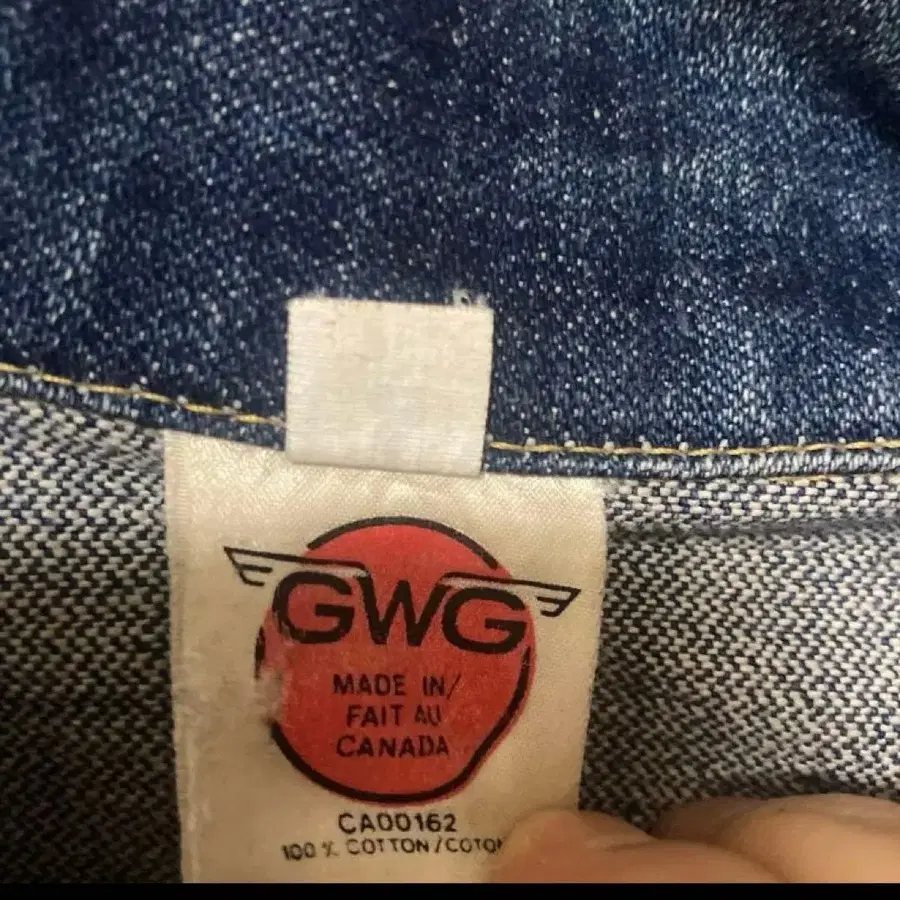 GWG
MADE IN/
FAIT AU
CANADA
CA00162
100 % COTTON/COTON